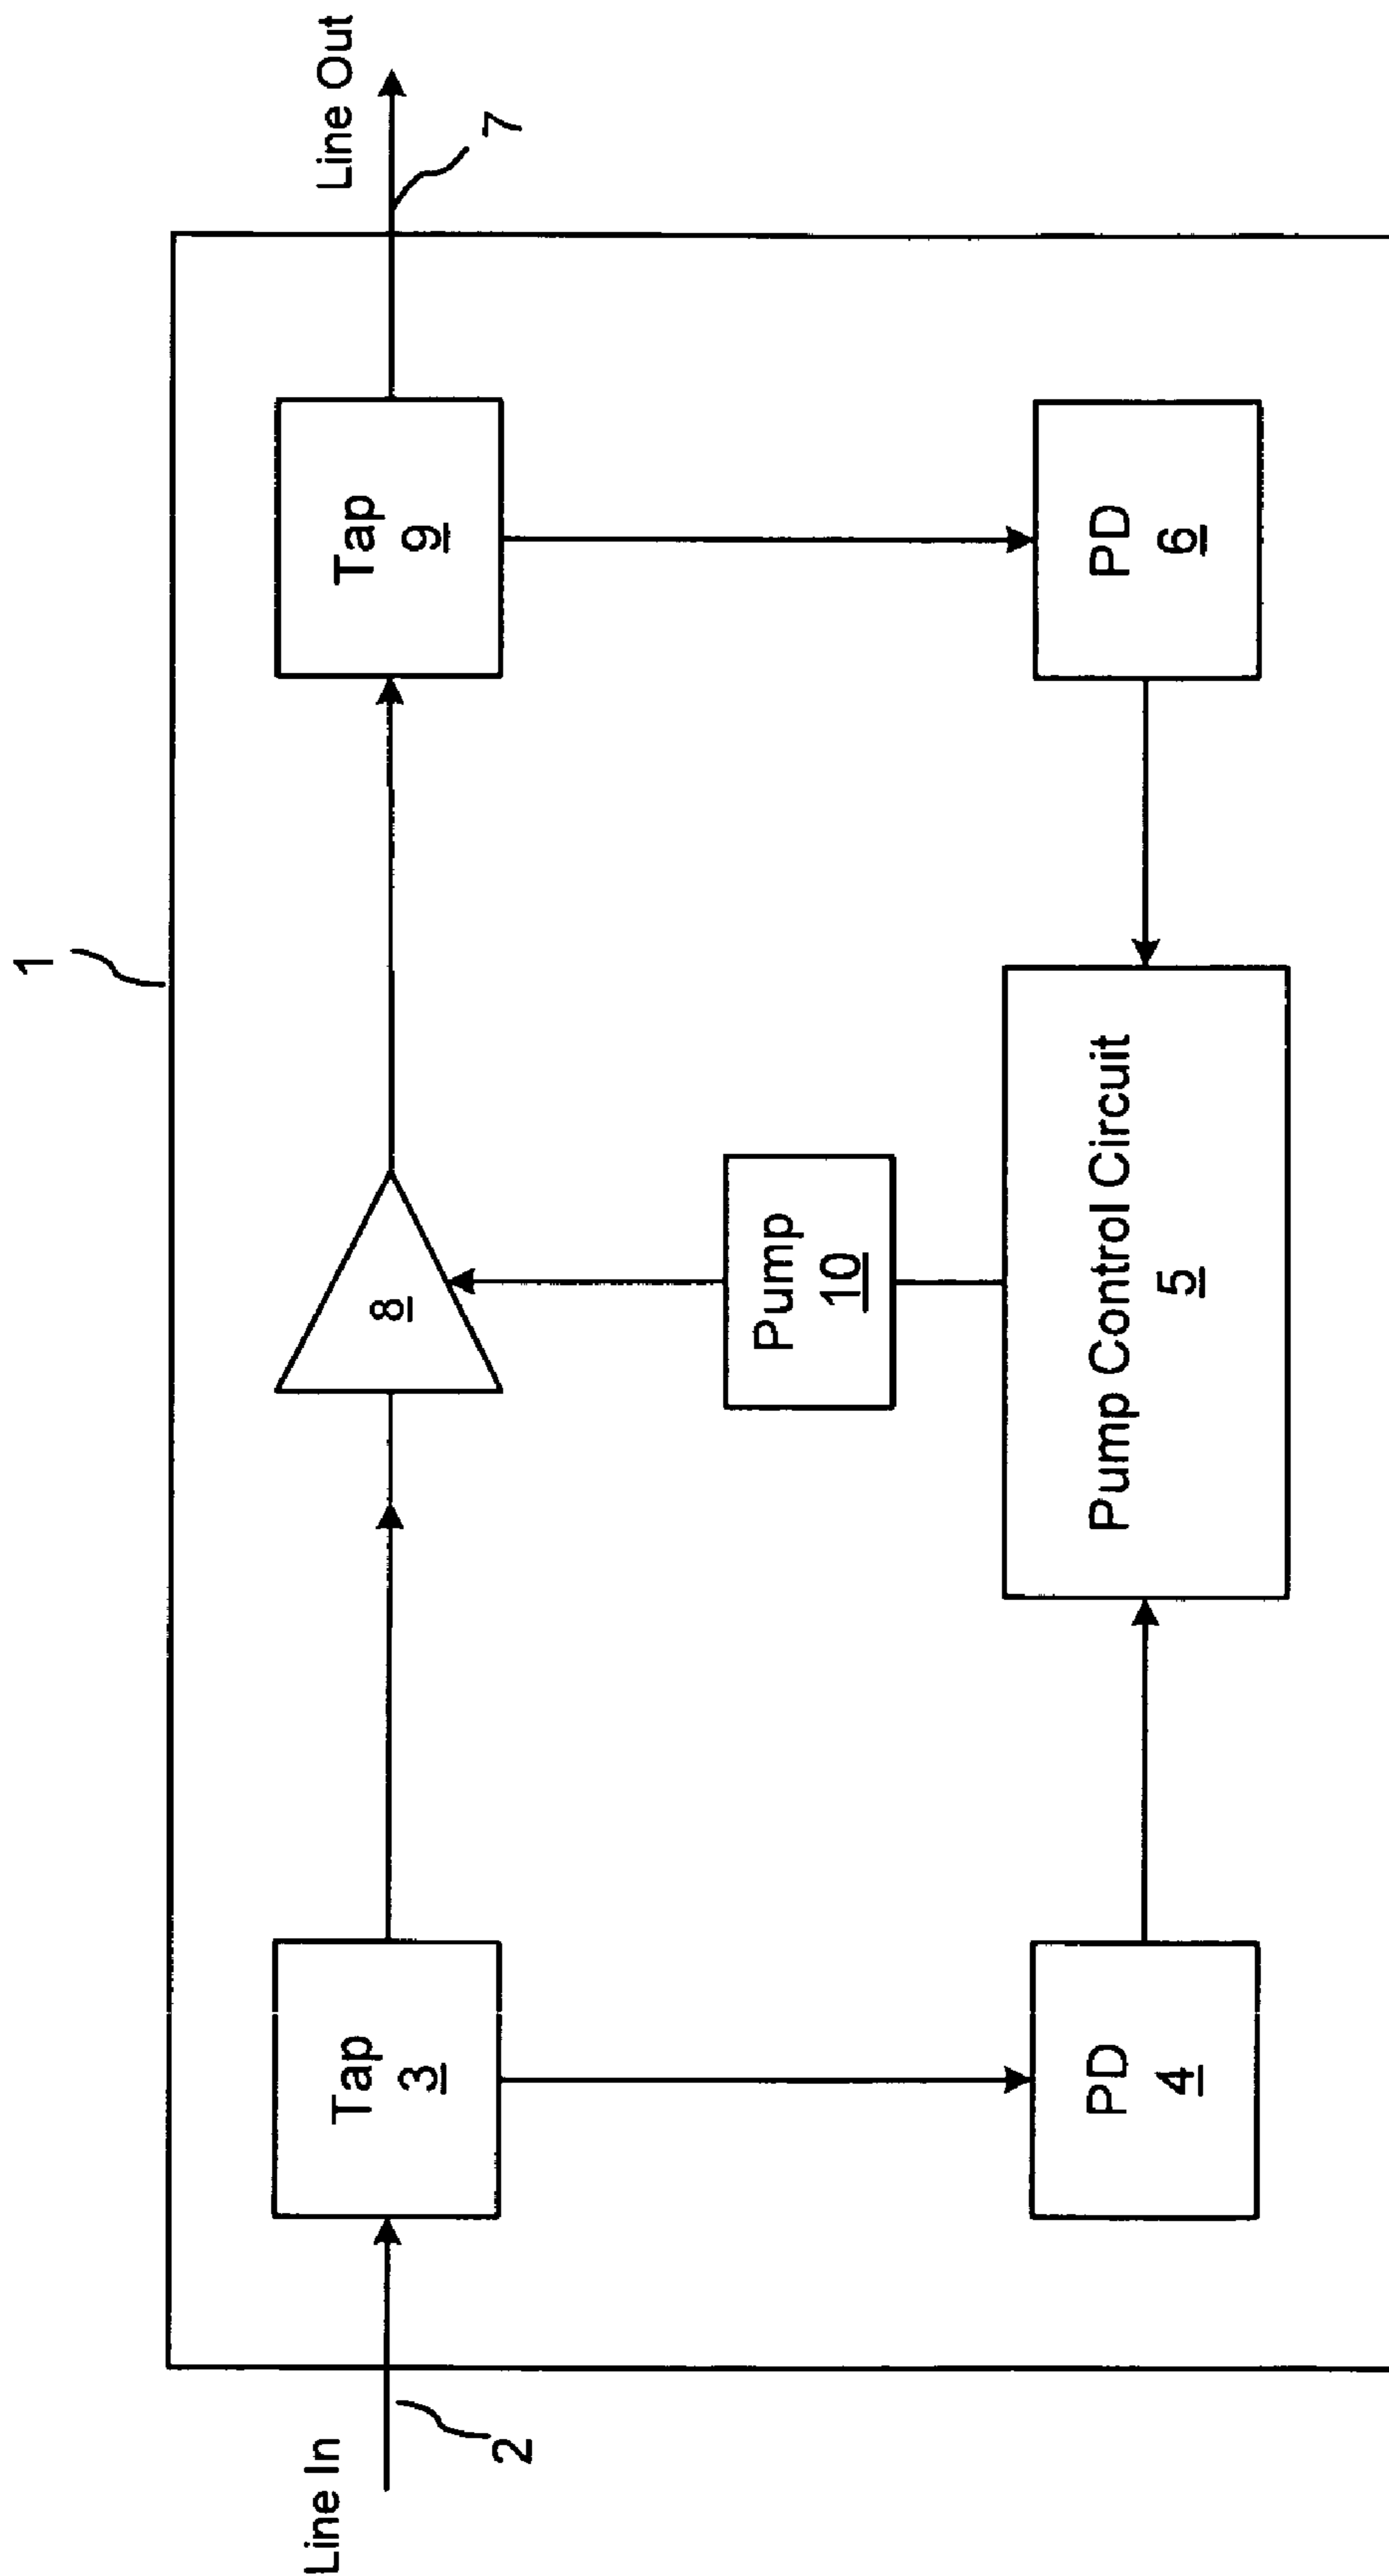 1
Line In
2
Tap
3
8
Tap
9
Line Out
7
Pump
10
PD
4
Pump Control Circuit
5
PD
6